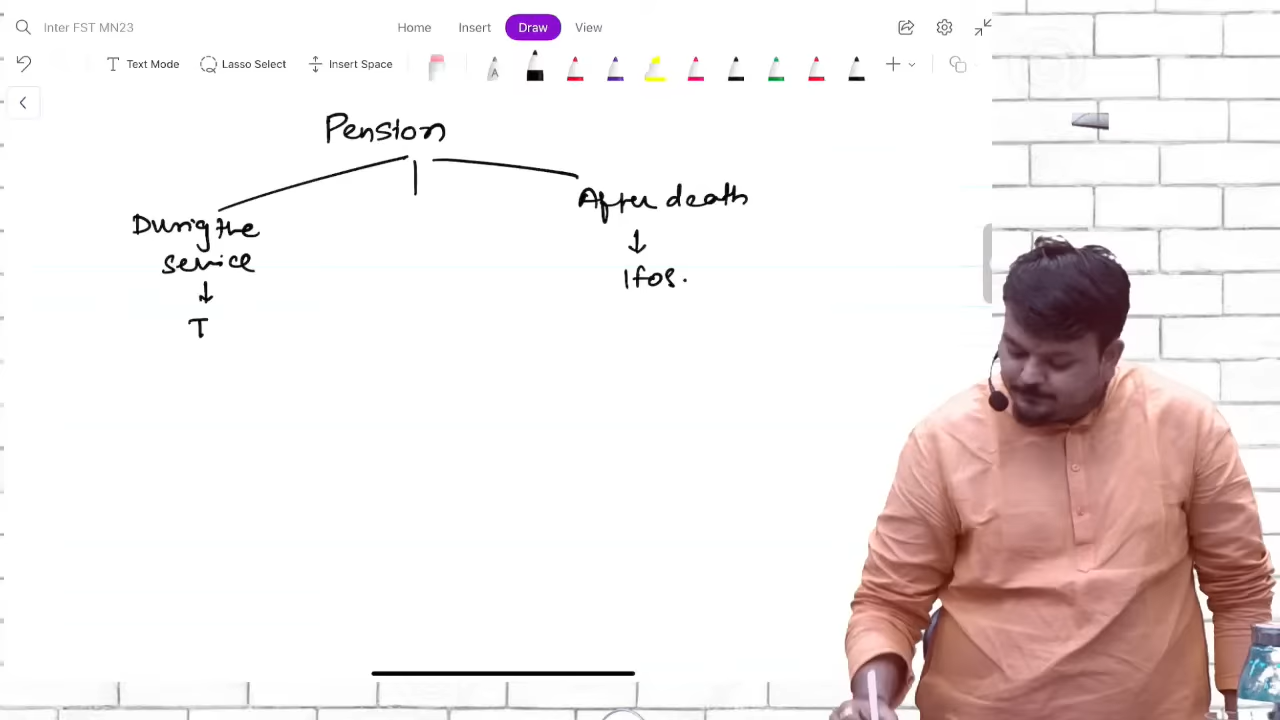 Inter FST MN23
Home
Insert
Draw
View
Text Mode
Lasso Select
Insert Space
A
Pension
During the
service
↓
T
After death
↓
Ifos.